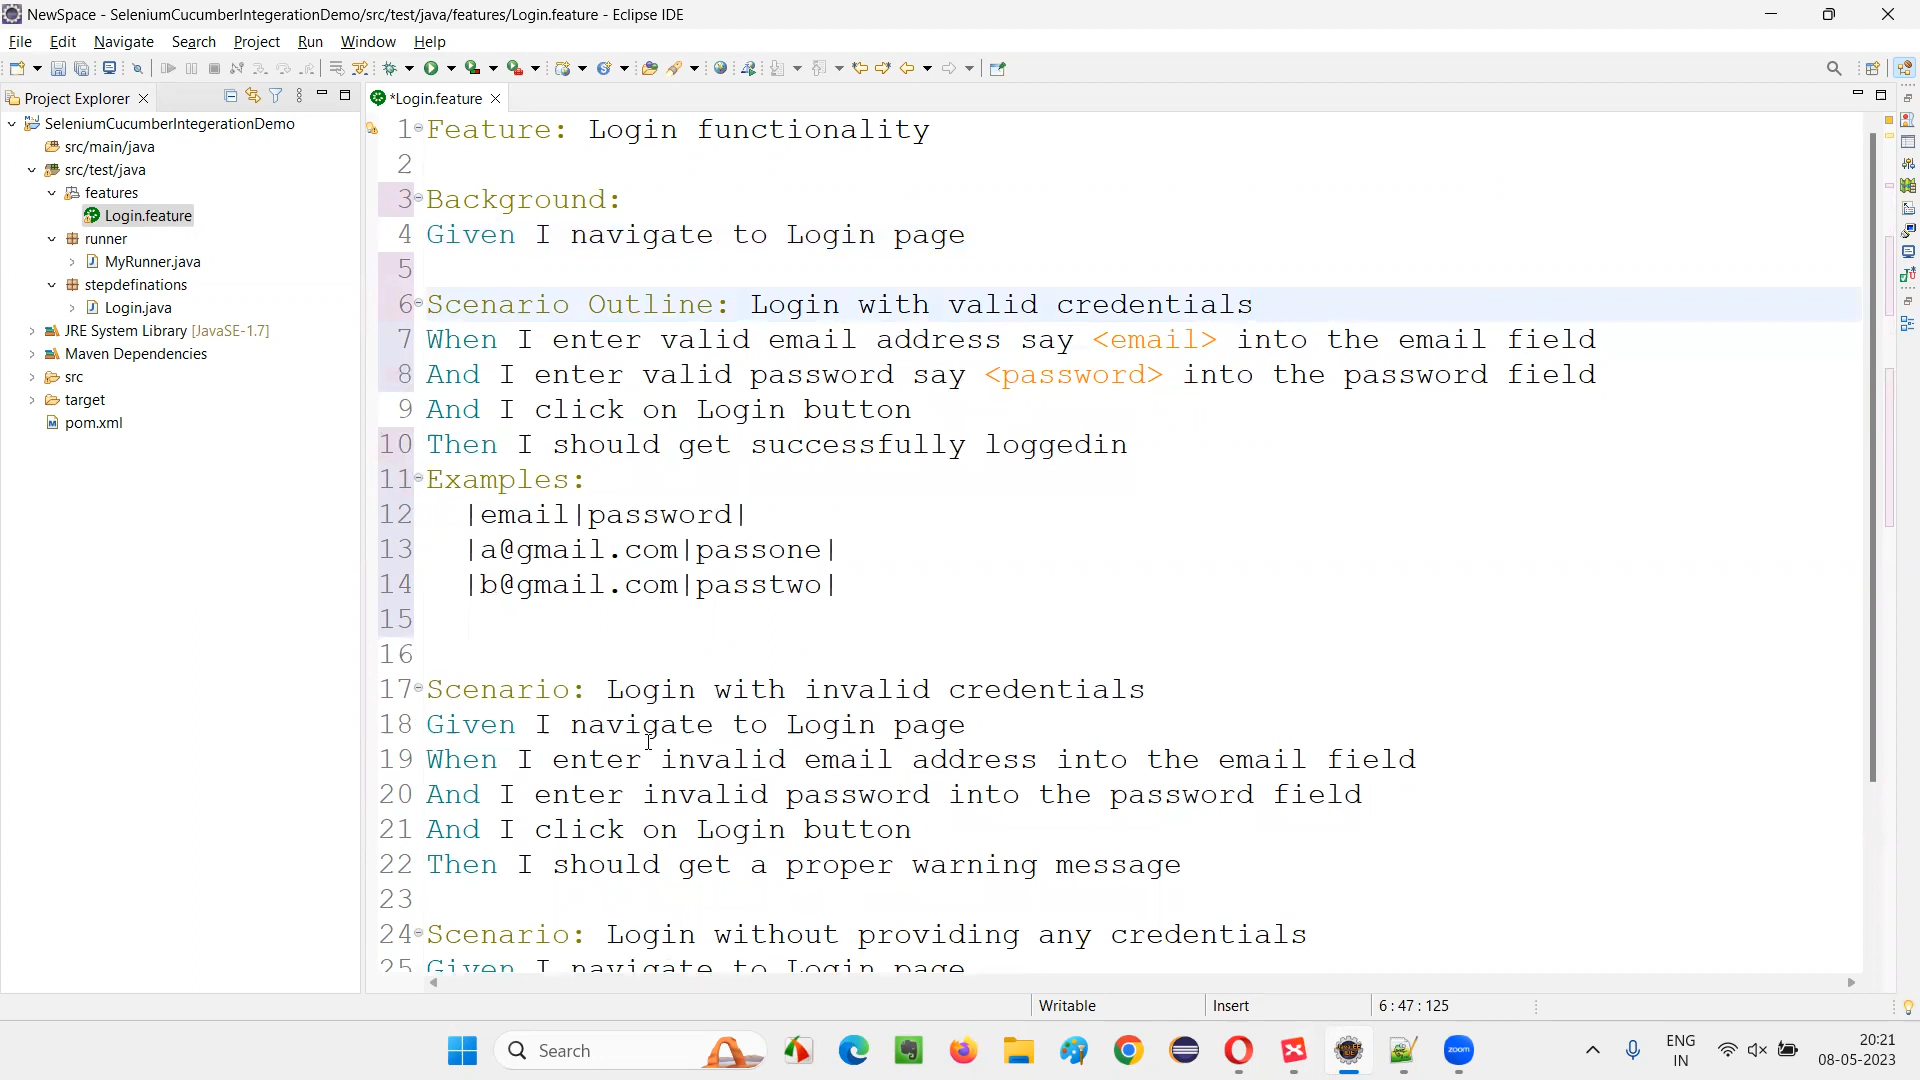 NewSpace - SeleniumCucumberIntegerationDemo/src/test/java/features/Login.feature - Eclipse IDE
File Edit Navigate Search Project Run Window Help
Project Explorer
*Login.feature
SeleniumCucumberIntegerationDemo
src/main/java
src/test/java
features
Login.feature
runner
MyRunner.java
stepdefinations
Login.java
JRE System Library [JavaSE-1.7]
Maven Dependencies
src
target
pom.xml
1 Feature: Login functionality
2
3 Background:
4 Given I navigate to Login page
5
6 Scenario Outline: Login with valid credentials
7 When I enter valid email address say <email> into the email field
8 And I enter valid password say <password> into the password field
9 And I click on Login button
10 Then I should get successfully loggedin
11 Examples:
12 |email|password|
13 |a@gmail.com|passone|
14 |b@gmail.com|passtwo|
15
16
17 Scenario: Login with invalid credentials
18 Given I navigate to Login page
19 When I enter invalid email address into the email field
20 And I enter invalid password into the password field
21 And I click on Login button
22 Then I should get a proper warning message
23
24 Scenario: Login without providing any credentials
25 Given I navigate to Login page
Writable Insert 6 : 47 : 125
Search
zoom
ENG
IN
20:21
08-05-2023